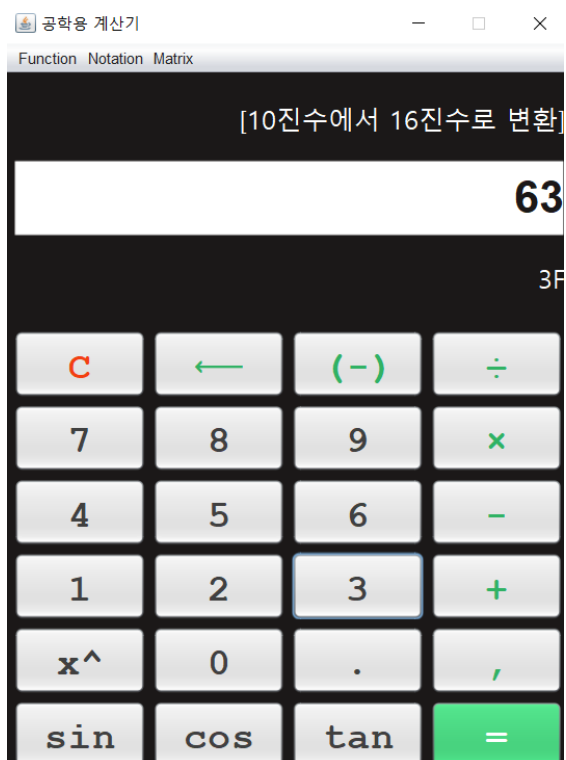 공학용 계산기
Function Notation Matrix
[10진수에서 16진수로 변환]
63
3F
C ← (-) ÷
7 8 9 ×
4 5 6 -
1 2 3 +
x^ 0 . ,
sin cos tan =